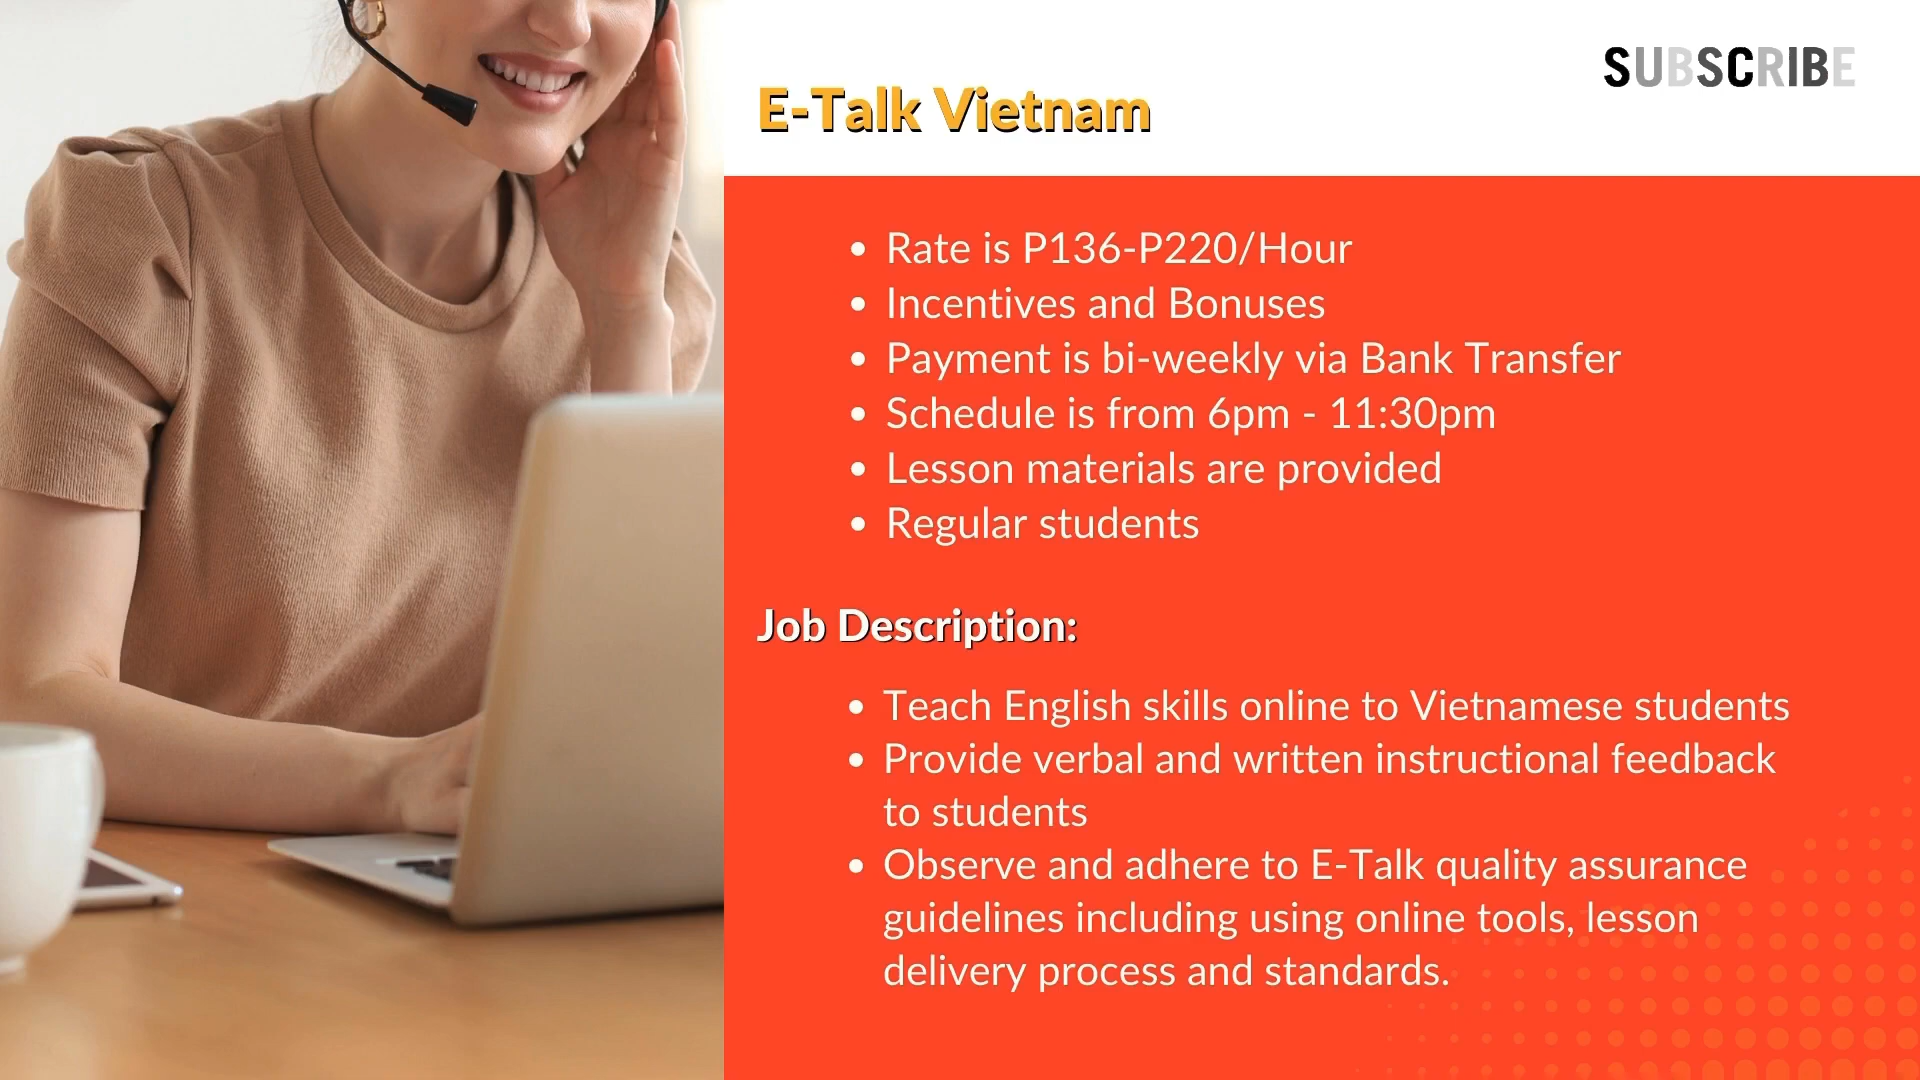 SUBSCRIBE
E-Talk Vietnam
• Rate is P136-P220/Hour
• Incentives and Bonuses
• Payment is bi-weekly via Bank Transfer
• Schedule is from 6pm - 11:30pm
• Lesson materials are provided
• Regular students
Job Description:
• Teach English skills online to Vietnamese students
• Provide verbal and written instructional feedback
to students
• Observe and adhere to E-Talk quality assurance
guidelines including using online tools, lesson
delivery process and standards.